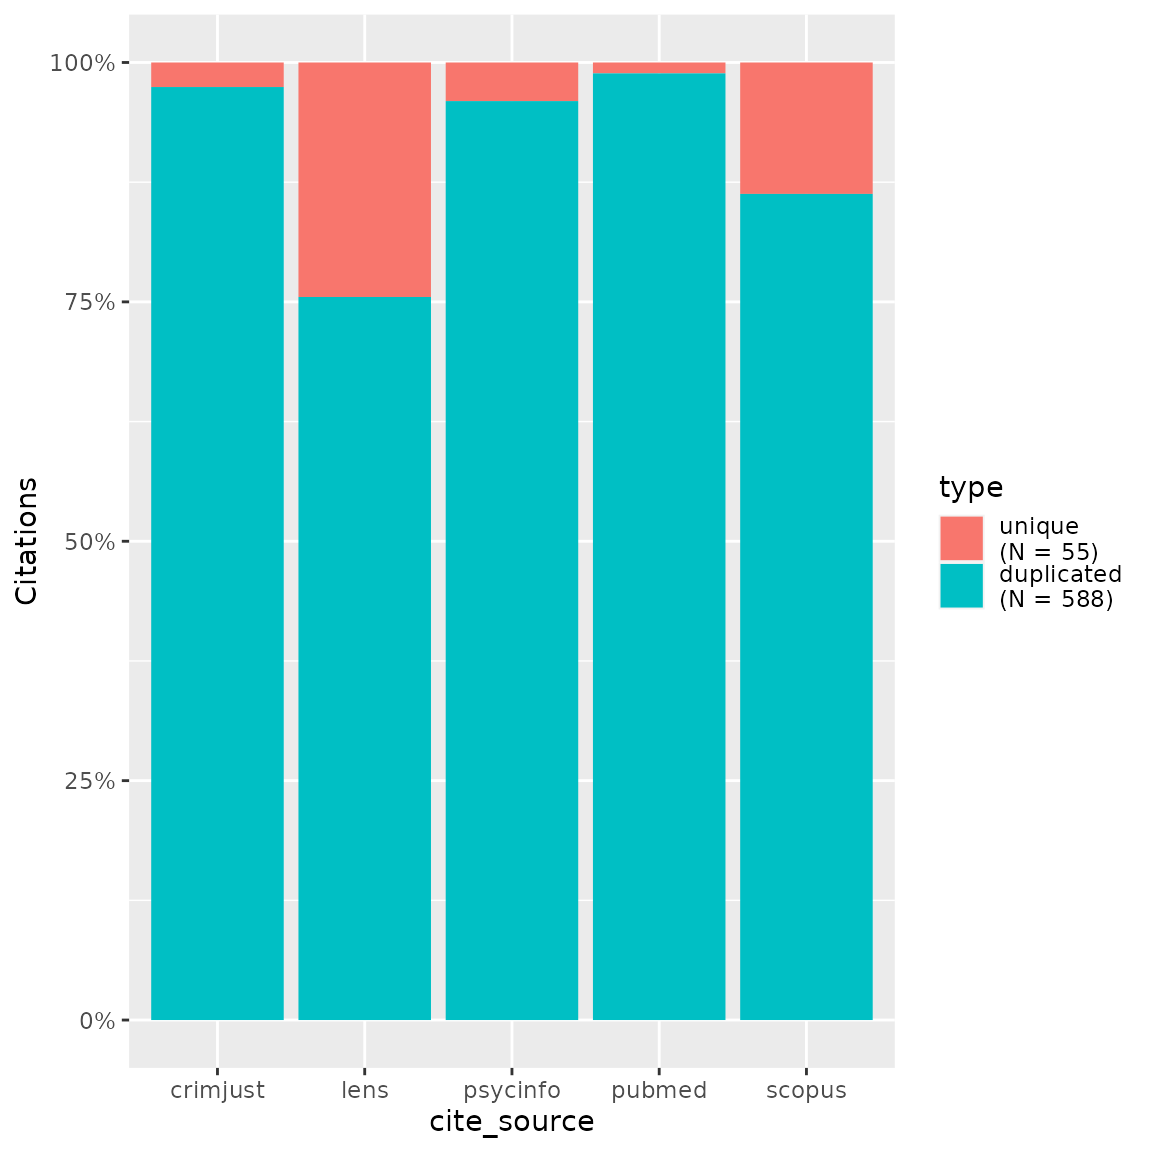 100%
75%
50%
25%
0%
Citations
crimjust
lens
psycinfo
pubmed
scopus
cite_source
type
unique
(N = 55)
duplicated
(N = 588)